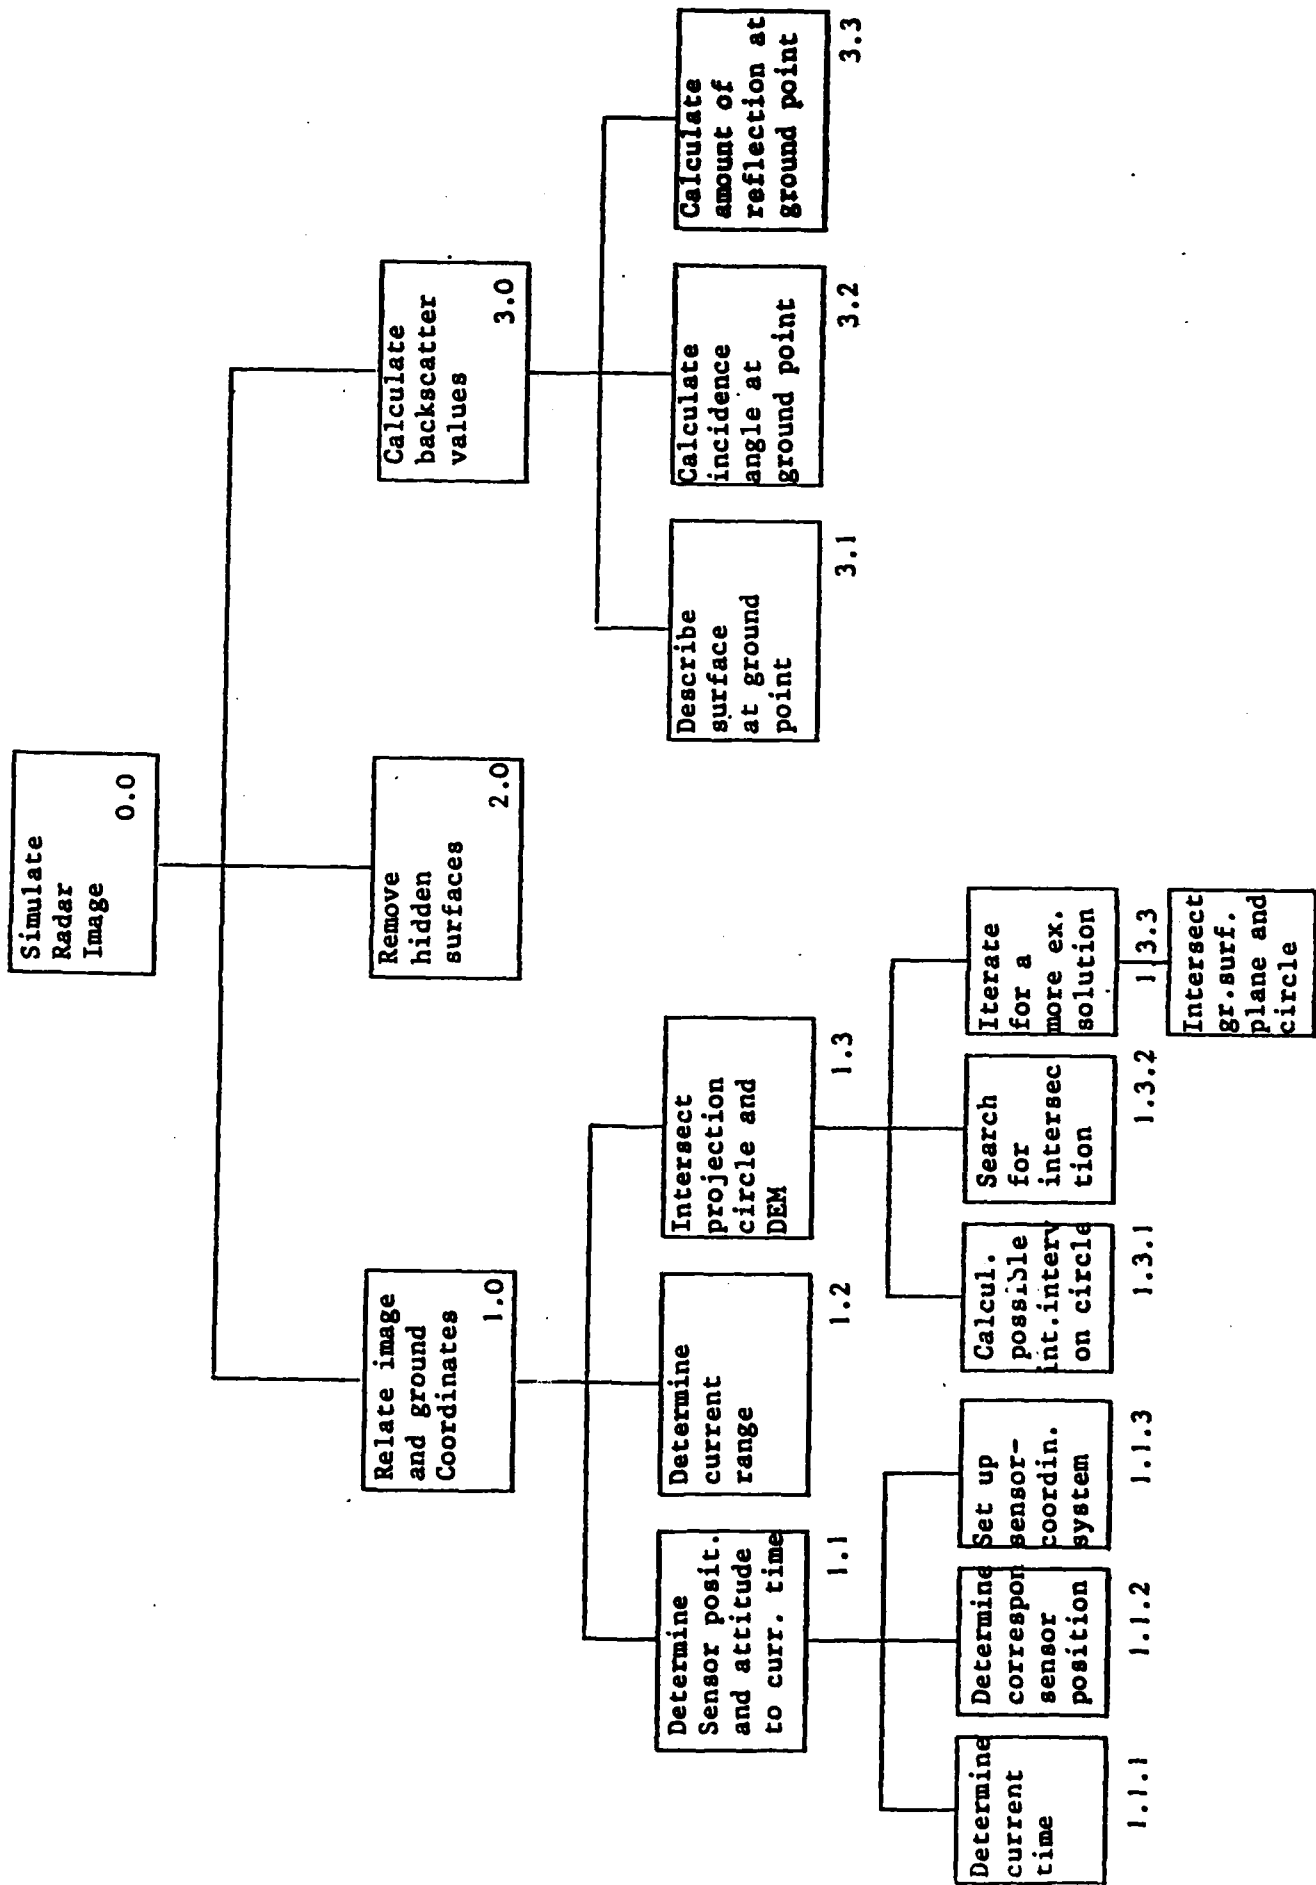 Simulate
Radar
Image
0.0
Relate image
and ground
Coordinates
1.0
Remove
hidden
surfaces
2.0
Calculate
backscatter
values
3.0
Determine
Sensor posit.
and attitude
to curr. time
1.1
Determine
current
range
1.2
Intersect
projection
circle and
DEM
1.3
Describe
surface
at ground
point
3.1
Calculate
incidence
angle at
ground point
3.2
Calculate
amount of
reflection at
ground point
3.3
Determine
current
time
1.1.1
Determine
correspon
sensor
position
1.1.2
Set up
sensor-
coordin.
system
1.1.3
Calcul.
possible
int.interv
on circle
1.3.1
Search
for
intersec
tion
1.3.2
Iterate
for a
more ex.
solution
1.3.3
Intersect
gr.surf.
plane and
circle